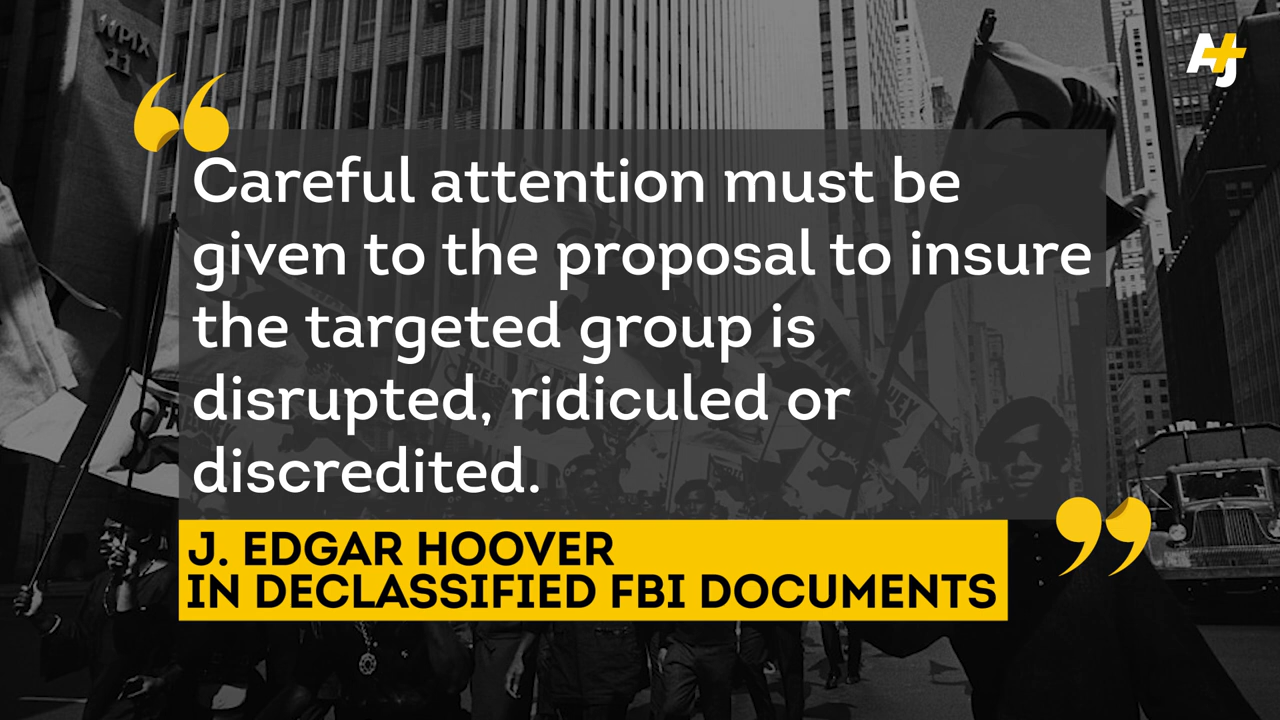 WPIX
11
AJ+
“
Careful attention must be
given to the proposal to insure
the targeted group is
disrupted, ridiculed or
discredited.
”
J. EDGAR HOOVER
IN DECLASSIFIED FBI DOCUMENTS